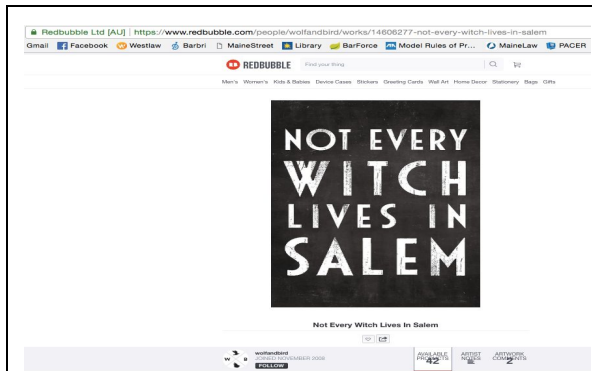 Redbubble Ltd [AU] | https://www.redbubble.com/people/wolfandbird/works/14606277-not-every-witch-lives-in-salem
Gmail Facebook Westlaw Barbri MaineStreet Library BarForce Model Rules of Pr... MaineLaw PACER
REDBUBBLE Find your thing
Men's Women's Kids & Babies Device Cases Stickers Greeting Cards Wall Art Home Decor Stationery Bags Gifts
NOT EVERY
WITCH
LIVES IN
SALEM
Not Every Witch Lives In Salem
W B
wolfandbird
JOINED NOVEMBER
FOLLOW
AVAILABLE PRODUCTS 42
ARTIST NOTES
ARTWORK COMMENTS 2